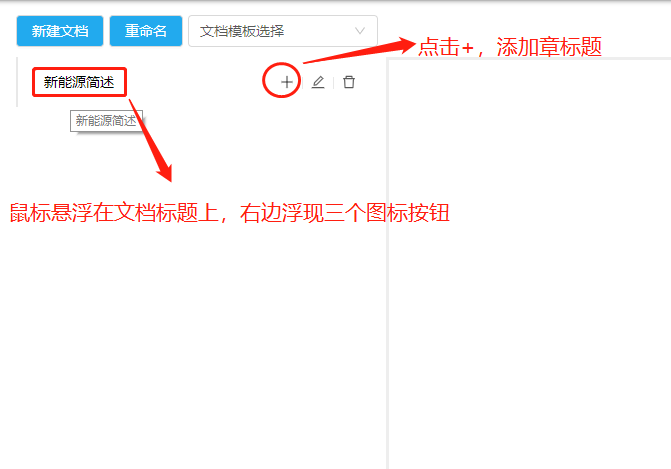 新建文档
重命名
文档模板选择
点击+，添加章标题
新能源简述
新能源简述
鼠标悬浮在文档标题上，右边浮现三个图标按钮